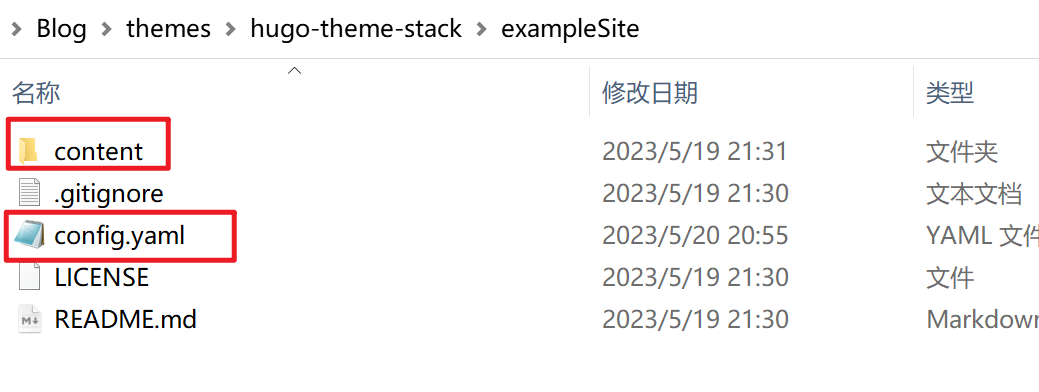 Blog themes hugo-theme-stack exampleSite
名称 修改日期 类型
content 2023/5/19 21:31 文件夹
.gitignore 2023/5/19 21:30 文本文档
config.yaml 2023/5/20 20:55 YAML 文件
LICENSE 2023/5/19 21:30 文件
README.md 2023/5/19 21:30 Markdown